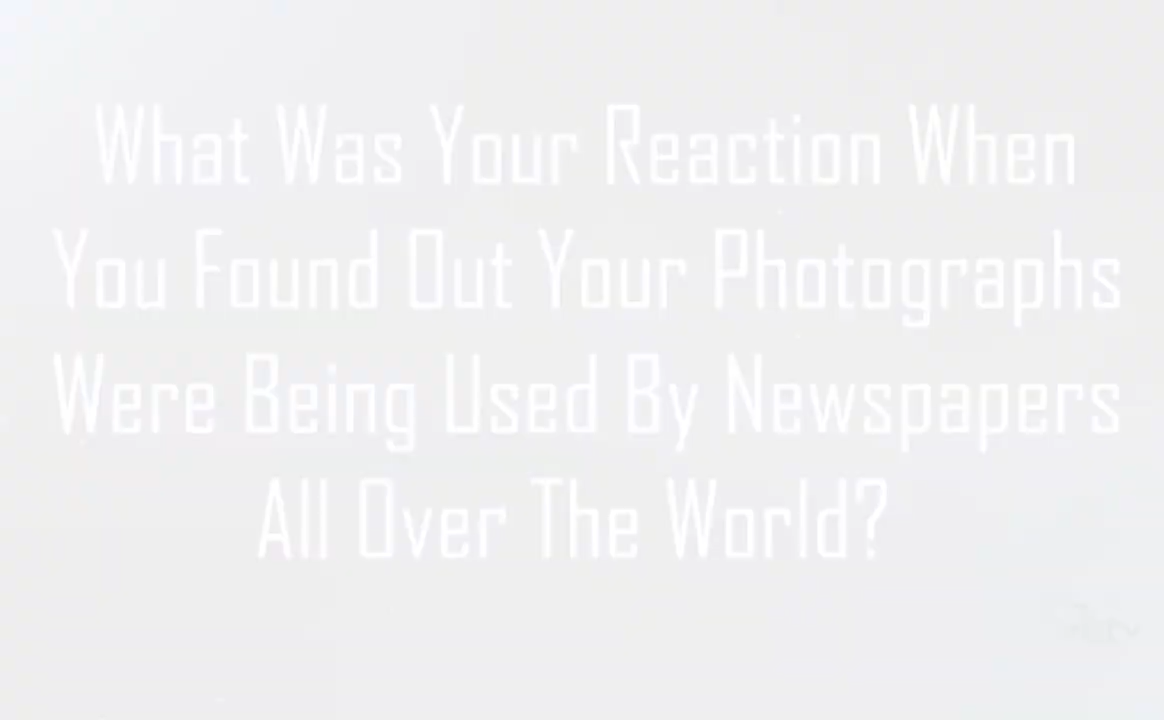 What Was Your Reaction When
You Found Out Your Photographs
Were Being Used By Newspapers
All Over The World?